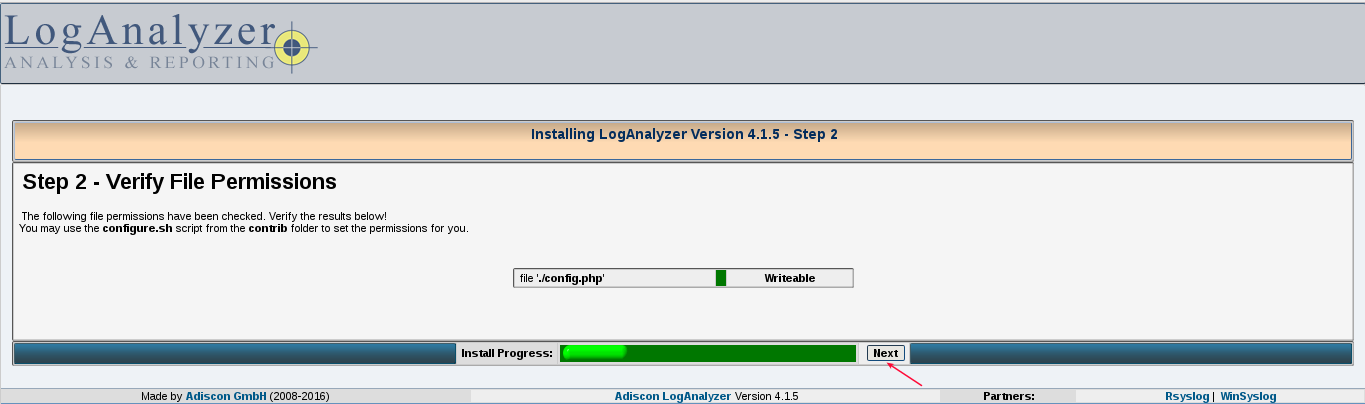 LogAnalyzer
ANALYSIS & REPORTING
Installing LogAnalyzer Version 4.1.5 - Step 2
Step 2 - Verify File Permissions
The following file permissions have been checked. Verify the results below!
You may use the configure.sh script from the contrib folder to set the permissions for you.
file './config.php' Writeable
Install Progress: Next
Made by Adiscon GmbH (2008-2016) Adiscon LogAnalyzer Version 4.1.5 Partners: Rsyslog | WinSyslog